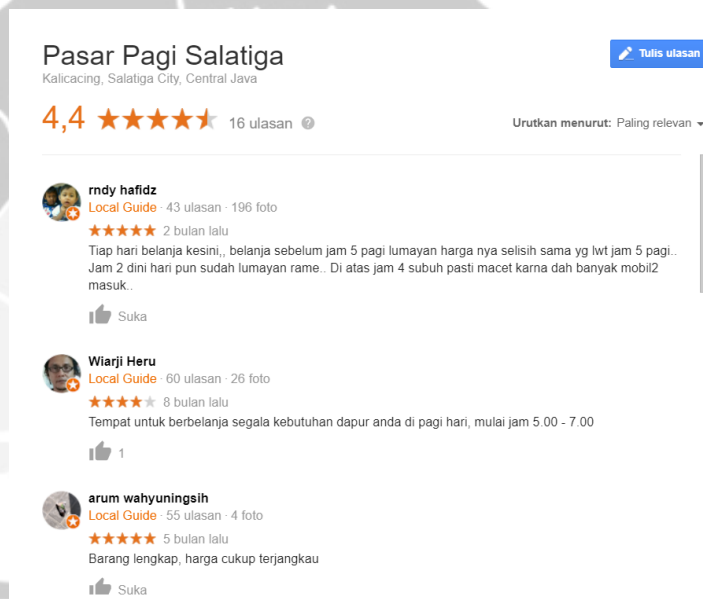 Pasar Pagi Salatiga
Tulis ulasan
Kalicacing, Salatiga City, Central Java
4,4 16 ulasan ?
Urutkan menurut: Paling relevan
rndy hafidz
Local Guide · 43 ulasan · 196 foto
2 bulan lalu
Tiap hari belanja kesini,, belanja sebelum jam 5 pagi lumayan harga nya selisih sama yg lwt jam 5 pagi..
Jam 2 dini hari pun sudah lumayan rame.. Di atas jam 4 subuh pasti macet karna dah banyak mobil2
masuk..
Suka
Wiarji Heru
Local Guide · 60 ulasan · 26 foto
8 bulan lalu
Tempat untuk berbelanja segala kebutuhan dapur anda di pagi hari, mulai jam 5.00 - 7.00
1
arum wahyuningsih
Local Guide · 55 ulasan · 4 foto
5 bulan lalu
Barang lengkap, harga cukup terjangkau
Suka